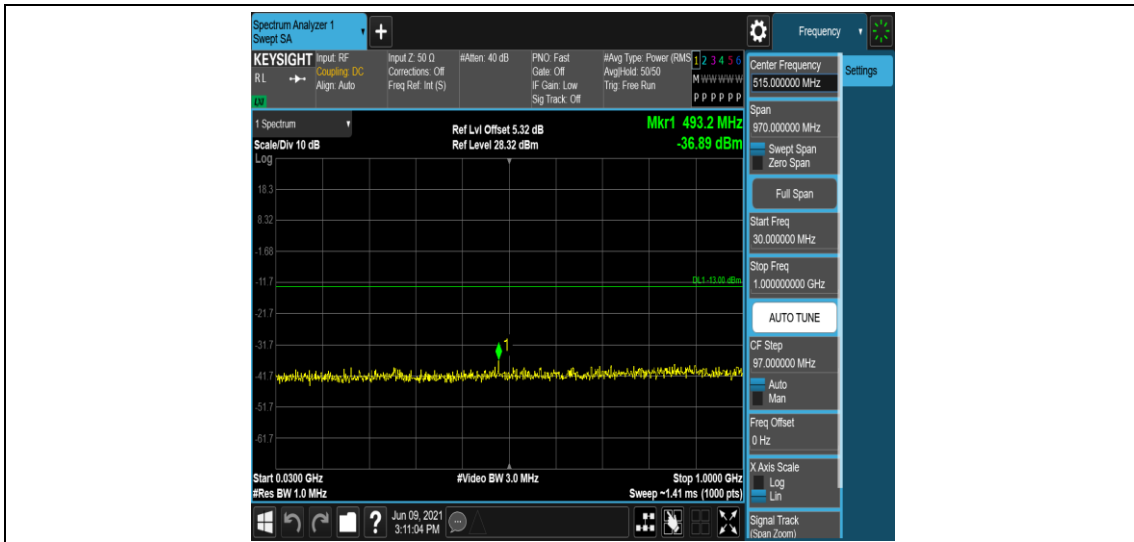 Spectrum Analyzer 1
Swept SA
+
Frequency
KEYSIGHT
RL
LXI
Input: RF
Coupling: DC
Align: Auto
Input Z: 50 Ω
Corrections: Off
Freq Ref: Int (S)
#Atten: 40 dB
PNO: Fast
Gate: Off
IF Gain: Low
Sig Track: Off
#Avg Type: Power (RMS
Avg|Hold: 50/50
Trig: Free Run
1 2 3 4 5 6
M W W W W W
P P P P P P
1 Spectrum
Scale/Div 10 dB
Log
Ref Lvl Offset 5.32 dB
Ref Level 28.32 dBm
Mkr1 493.2 MHz
-36.89 dBm
18.3
8.32
-1.68
-11.7
-21.7
-31.7
-41.7
-51.7
-61.7
DL1 -13.00 dBm
1
Start 0.0300 GHz
#Res BW 1.0 MHz
#Video BW 3.0 MHz
Stop 1.0000 GHz
Sweep ~1.41 ms (1000 pts)
Center Frequency
515.000000 MHz
Settings
Span
970.000000 MHz
Swept Span
Zero Span
Full Span
Start Freq
30.000000 MHz
Stop Freq
1.000000000 GHz
AUTO TUNE
CF Step
97.000000 MHz
Auto
Man
Freq Offset
0 Hz
X Axis Scale
Log
Lin
Signal Track
(Span Zoom)
?
Jun 09, 2021
3:11:04 PM